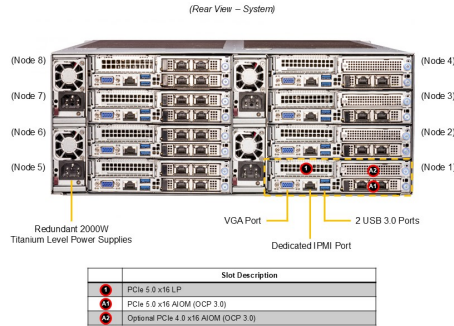 (Rear View – System)
(Node 8)
(Node 4)
(Node 7)
(Node 3)
(Node 6)
(Node 2)
(Node 5)
(Node 1)
1
A2
A1
VGA Port
2 USB 3.0 Ports
Dedicated IPMI Port
Redundant 2000W
Titanium Level Power Supplies
Slot Description
1 PCIe 5.0 x16 LP
A1 PCIe 5.0 x16 AIOM (OCP 3.0)
A2 Optional PCIe 4.0 x16 AIOM (OCP 3.0)